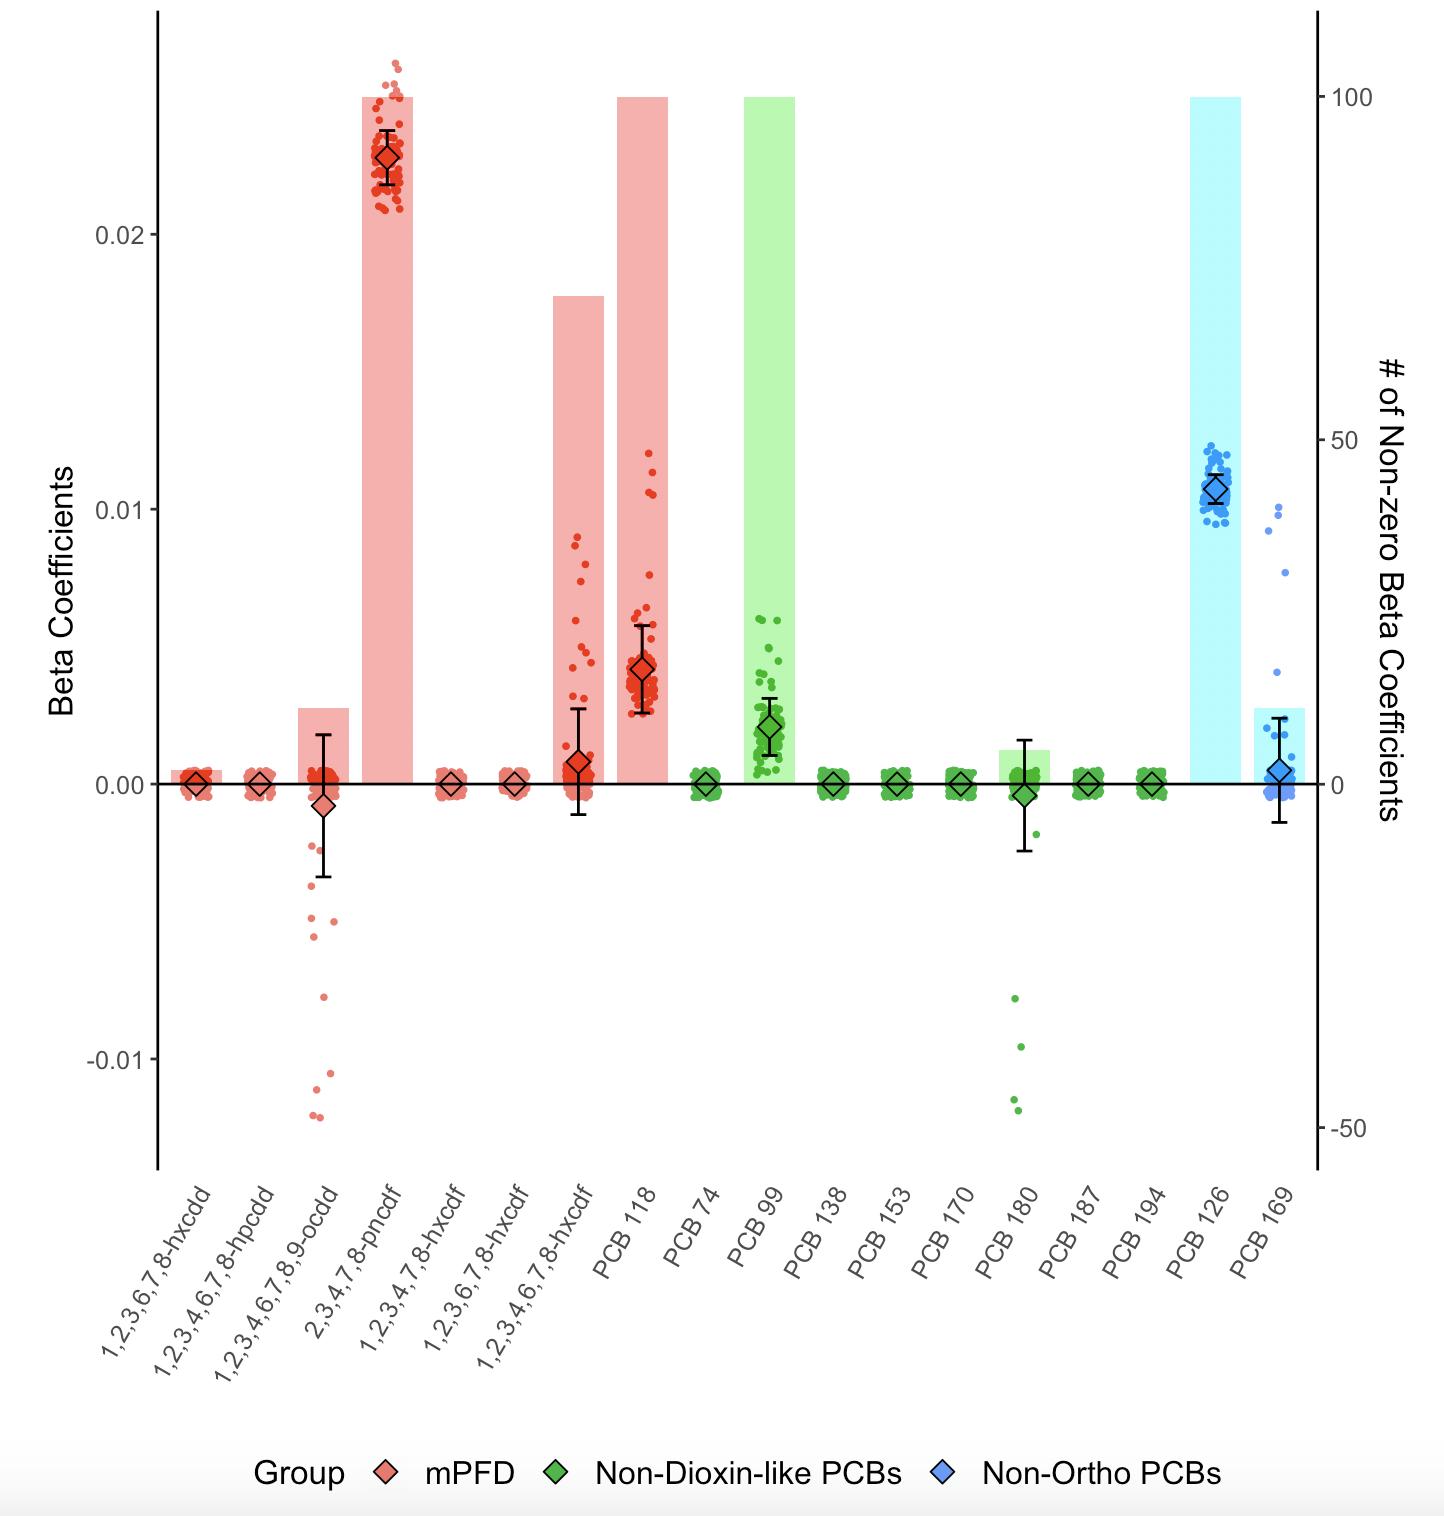 Beta Coefficients
0.02
0.01
0.00
-0.01
100
50
0
-50
# of Non-zero Beta Coefficients
1,2,3,6,7,8-hxcdd
1,2,3,4,6,7,8-hpcdd
1,2,3,4,6,7,8,9-ocdd
2,3,4,7,8-pncdf
1,2,3,4,7,8-hxcdf
1,2,3,6,7,8-hxcdf
1,2,3,4,6,7,8-hxcdf
PCB 118
PCB 74
PCB 99
PCB 138
PCB 153
PCB 170
PCB 180
PCB 187
PCB 194
PCB 126
PCB 169
Group mPFD Non-Dioxin-like PCBs Non-Ortho PCBs